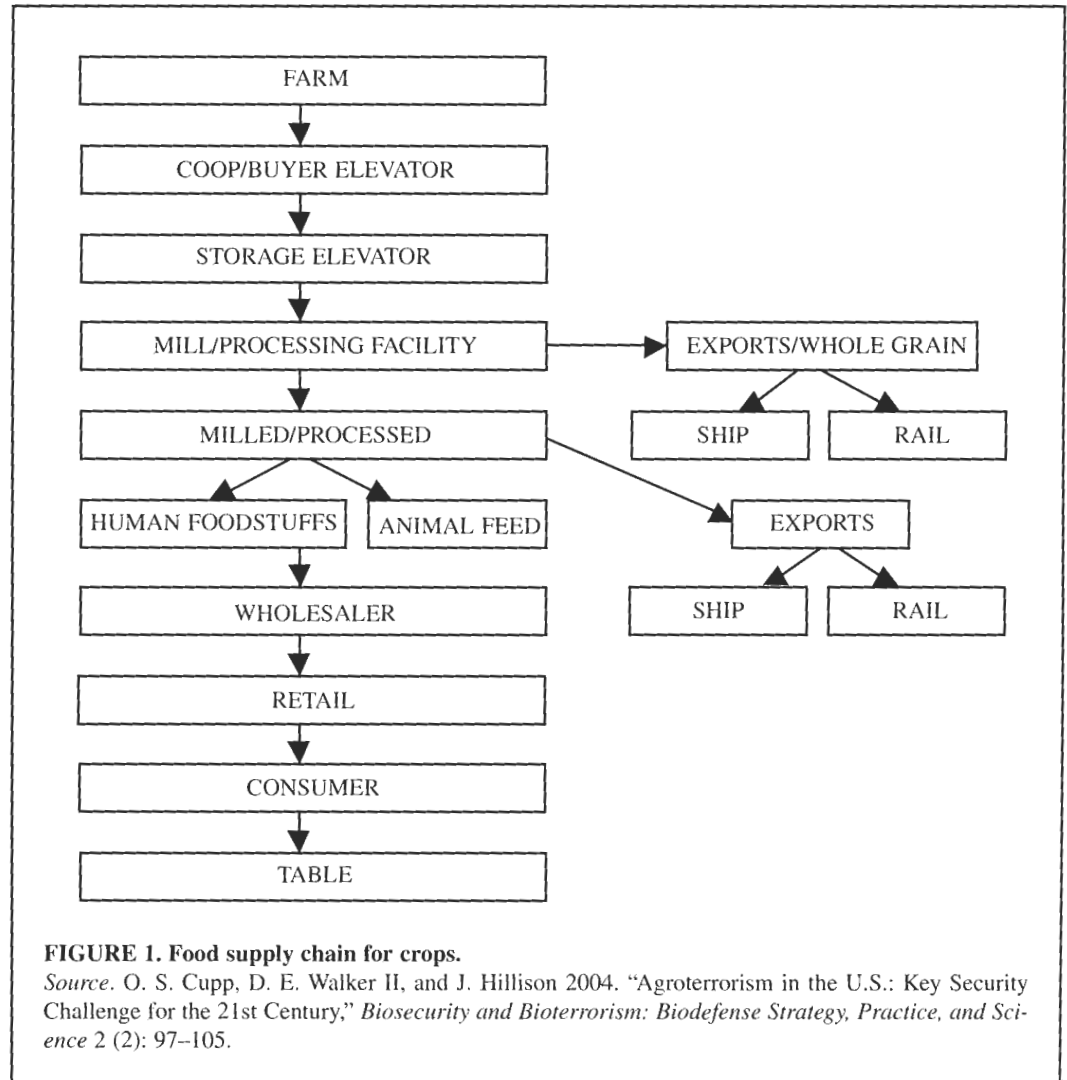 FARM
COOP/BUYER ELEVATOR
STORAGE ELEVATOR
MILL/PROCESSING FACILITY
EXPORTS/WHOLE GRAIN
MILLED/PROCESSED
SHIP
RAIL
HUMAN FOODSTUFFS
ANIMAL FEED
EXPORTS
WHOLESALER
SHIP
RAIL
RETAIL
CONSUMER
TABLE
FIGURE 1. Food supply chain for crops.
Source. O. S. Cupp, D. E. Walker II, and J. Hillison 2004. “Agroterrorism in the U.S.: Key Security
Challenge for the 21st Century,” Biosecurity and Bioterrorism: Biodefense Strategy, Practice, and Sci-
ence 2 (2): 97–105.